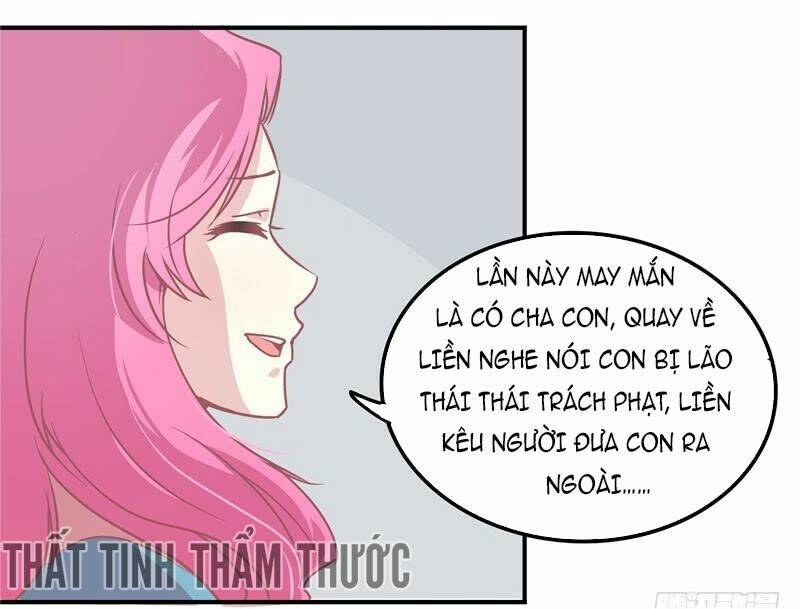 LẦN NÀY MAY MẮN
LÀ CÓ CHA CON, QUAY VỀ
LIỀN NGHE NÓI CON BỊ LÃO
THÁI THÁI TRÁCH PHẠT, LIỀN
KÊU NGƯỜI ĐƯA CON RA
NGOÀI......
THẤT TINH THẨM THƯỚC